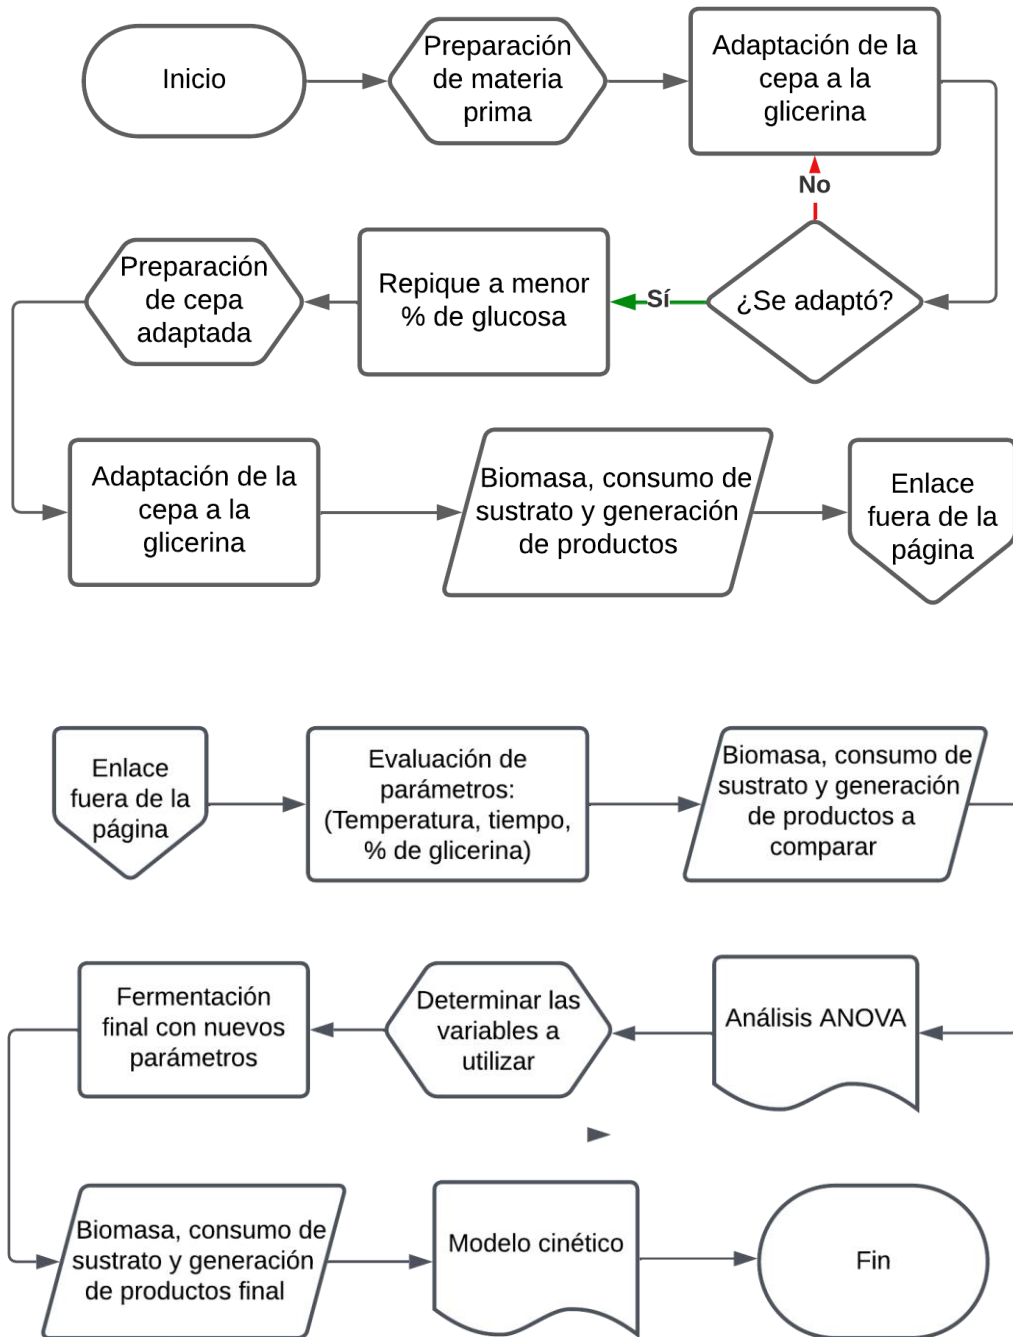 Inicio
Preparación
de materia
prima
Adaptación de la
cepa a la
glicerina
No
¿Se adaptó?
Sí
Repique a menor
% de glucosa
Preparación
de cepa
adaptada
Adaptación de la
cepa a la
glicerina
Biomasa, consumo de
sustrato y generación
de productos
Enlace
fuera de la
página
Enlace
fuera de la
página
Evaluación de
parámetros:
(Temperatura, tiempo,
% de glicerina)
Biomasa, consumo de
sustrato y generación
de productos a
comparar
Análisis ANOVA
Determinar las
variables a
utilizar
Fermentación
final con nuevos
parámetros
Biomasa, consumo de
sustrato y generación
de productos final
Modelo cinético
Fin